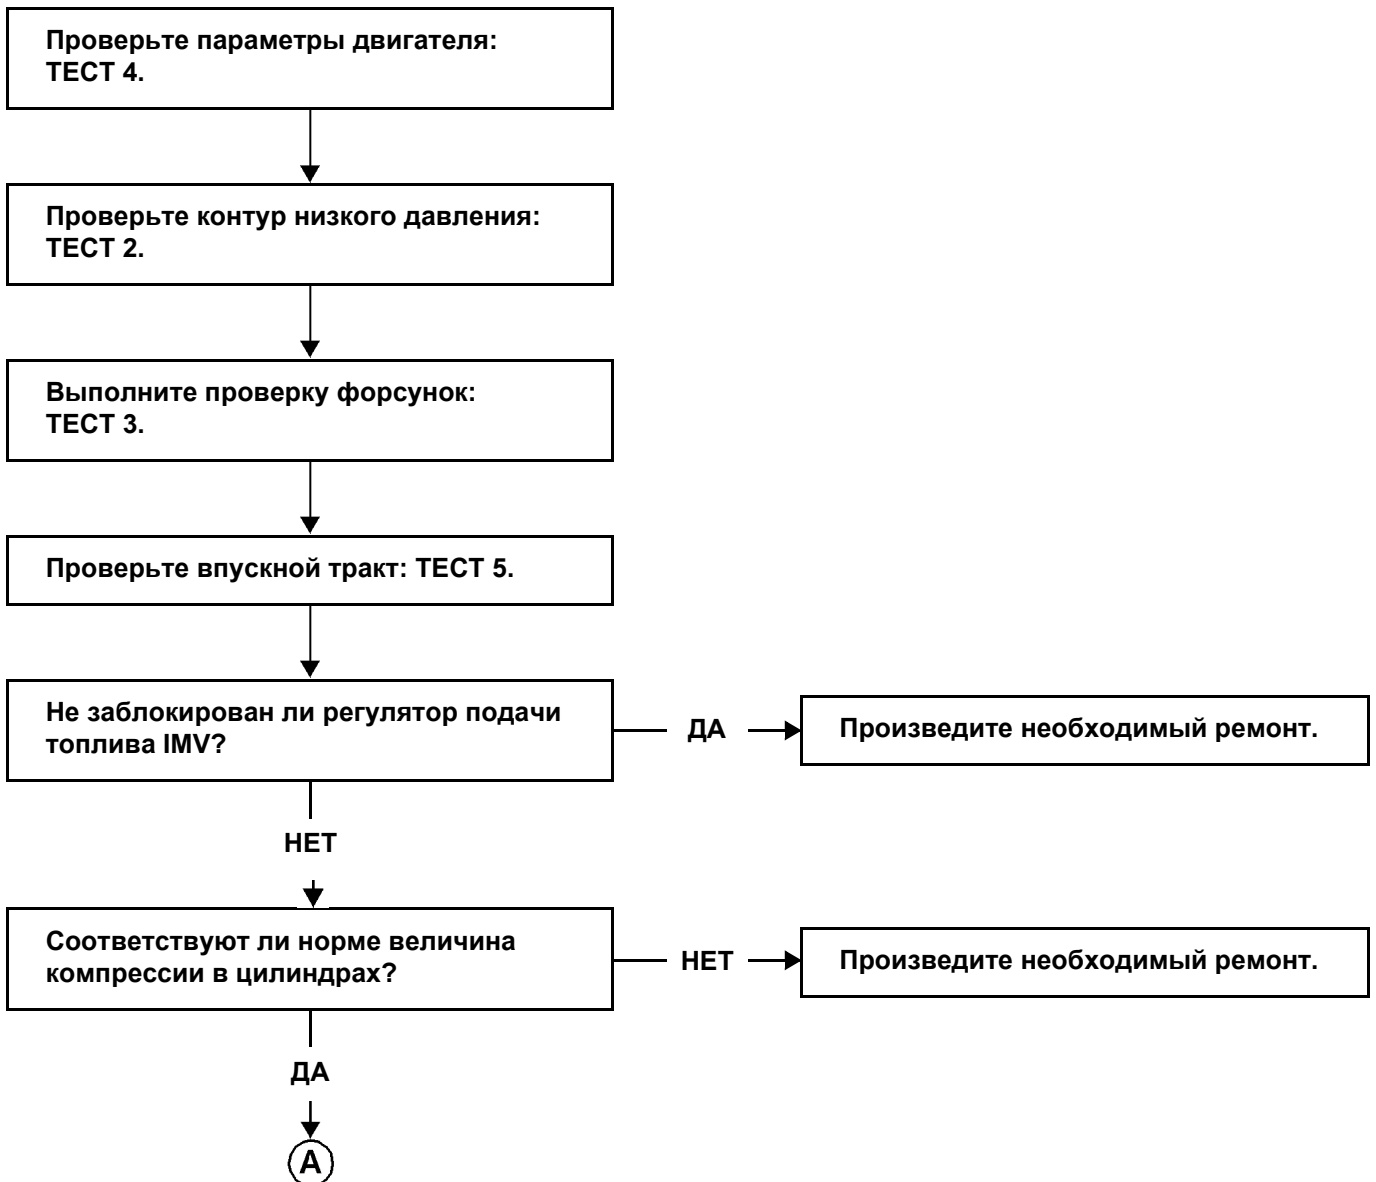 Проверьте параметры двигателя:
ТЕСТ 4.
Проверьте контур низкого давления:
ТЕСТ 2.
Выполните проверку форсунок:
ТЕСТ 3.
Проверьте впускной тракт: ТЕСТ 5.
Не заблокирован ли регулятор подачи
топлива IMV?
ДА
Произведите необходимый ремонт.
НЕТ
Соответствуют ли норме величина
компрессии в цилиндрах?
НЕТ
Произведите необходимый ремонт.
ДА
A